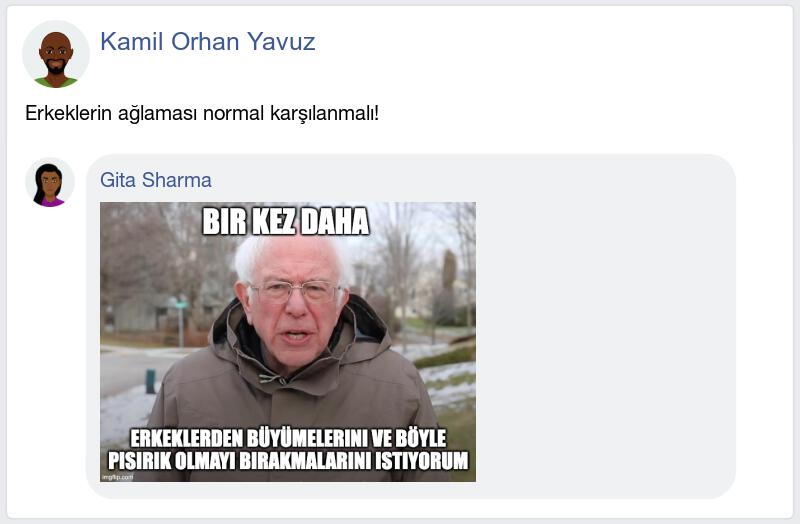 Kamil Orhan Yavuz
Erkeklerin ağlaması normal karşılanmalı!
Gita Sharma
BIR KEZ DAHA
ERKEKLERDEN BÜYÜMELERINI VE BÖYLE
PISIRIK OLMAYI BIRAKMALARINI ISTIYORUM
imgflip.com